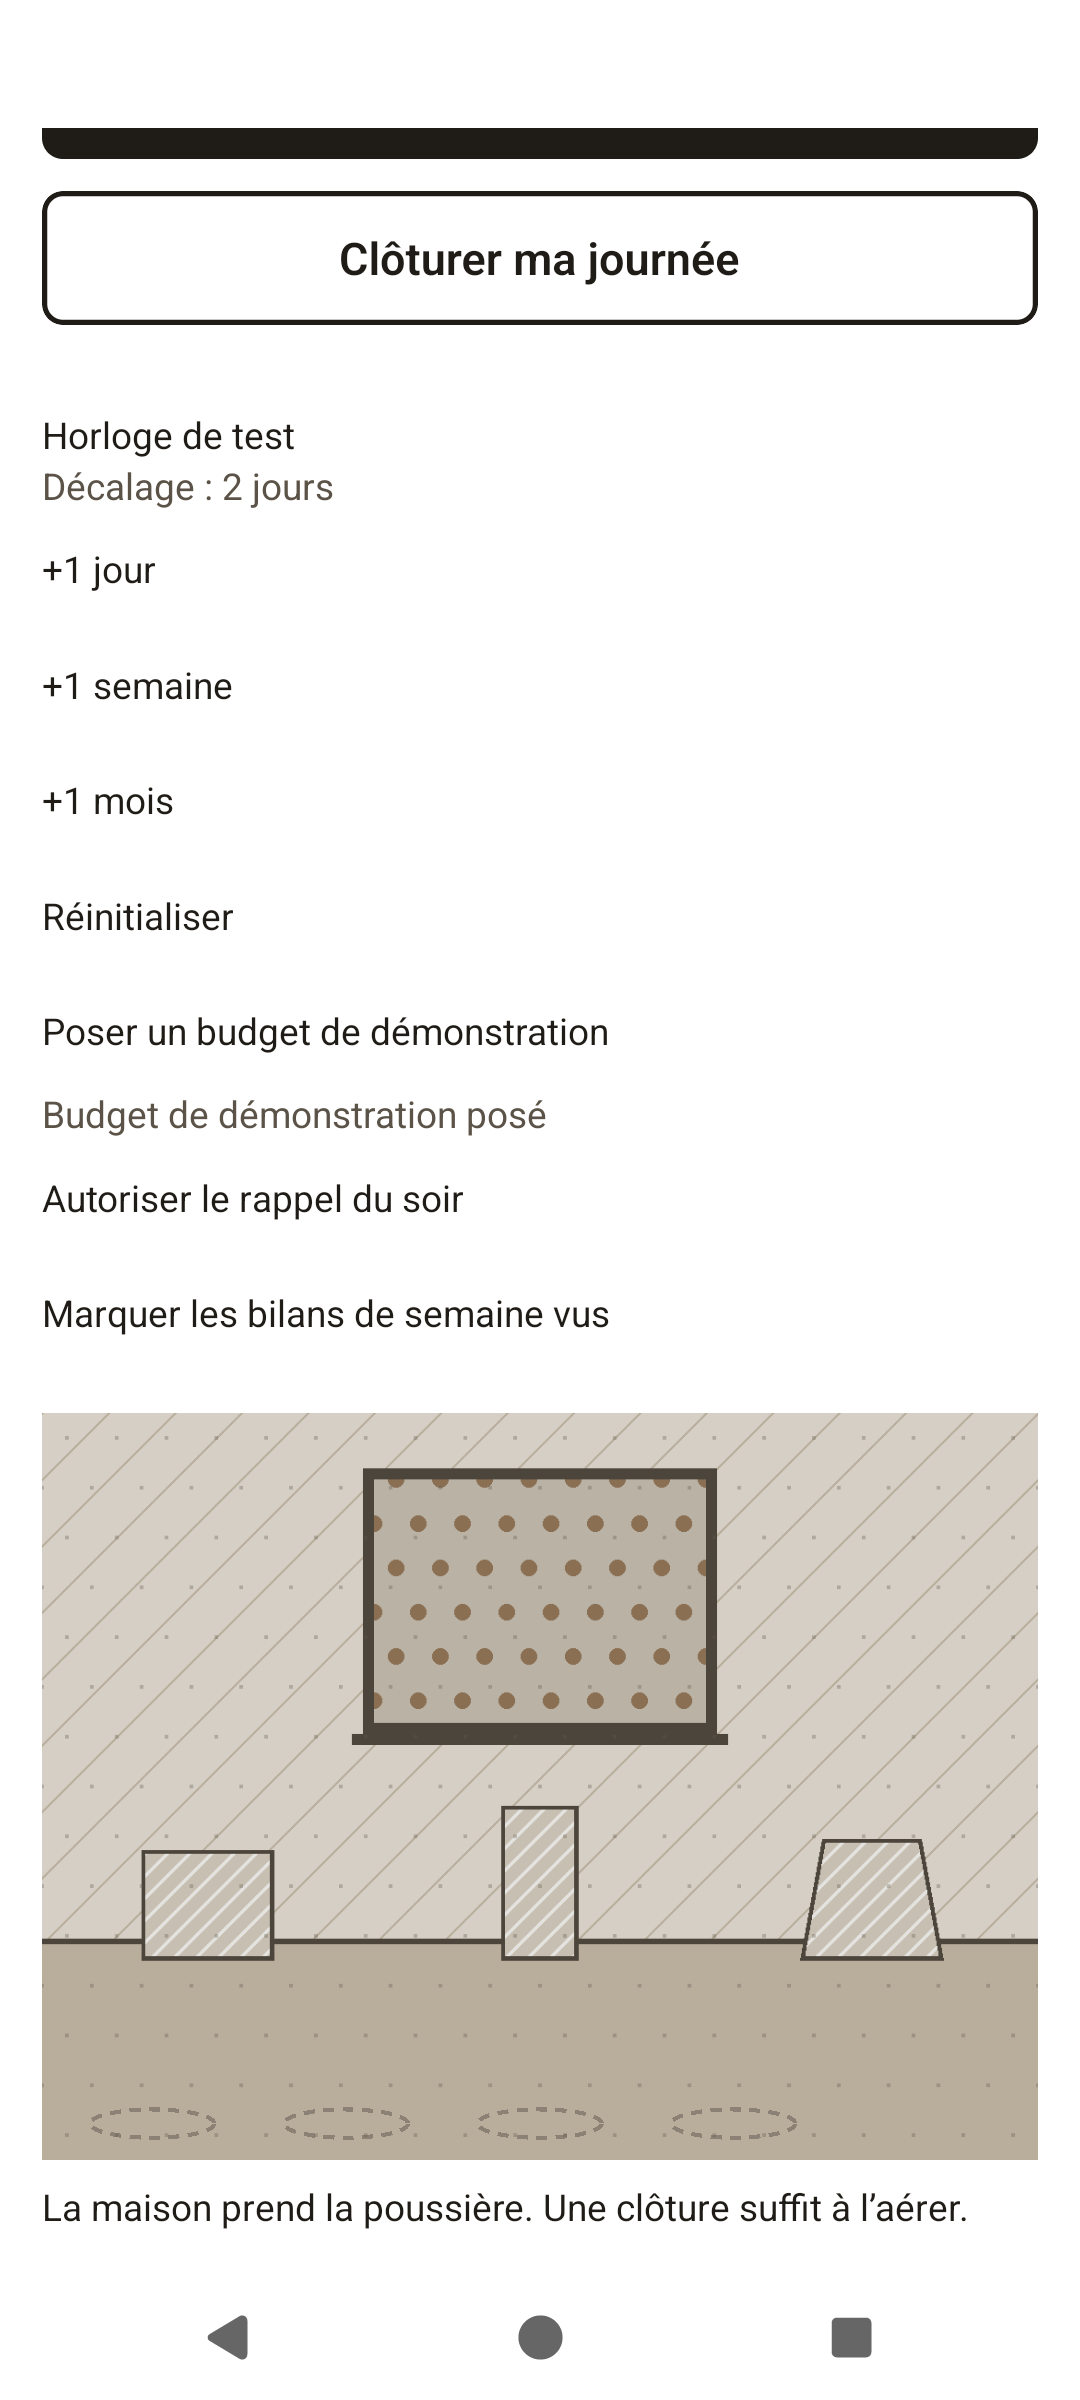 Clôturer ma journée
Horloge de test
Décalage : 2 jours
+1 jour
+1 semaine
+1 mois
Réinitialiser
Poser un budget de démonstration
Budget de démonstration posé
Autoriser le rappel du soir
Marquer les bilans de semaine vus
La maison prend la poussière. Une clôture suffit à l’aérer.